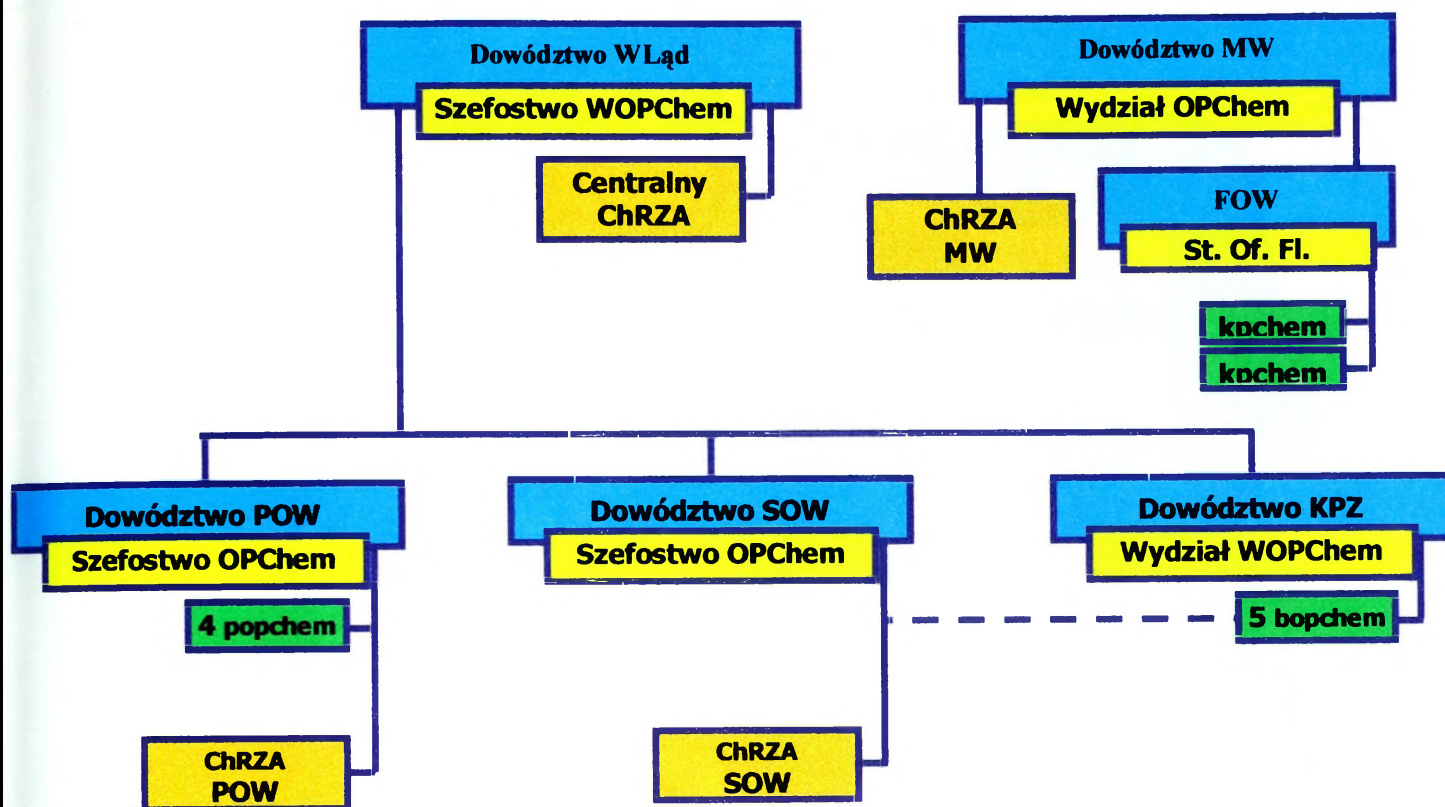 Dowództwo WLąd
Szefostwo WOPChem
Centralny
ChRZA
Dowództwo MW
Wydział OPChem
ChRZA
MW
FOW
St. Of. Fl.
kpchem
kpchem
Dowództwo POW
Szefostwo OPChem
4 popchem
ChRZA
POW
Dowództwo SOW
Szefostwo OPChem
ChRZA
SOW
Dowództwo KPZ
Wydział WOPChem
5 bopchem